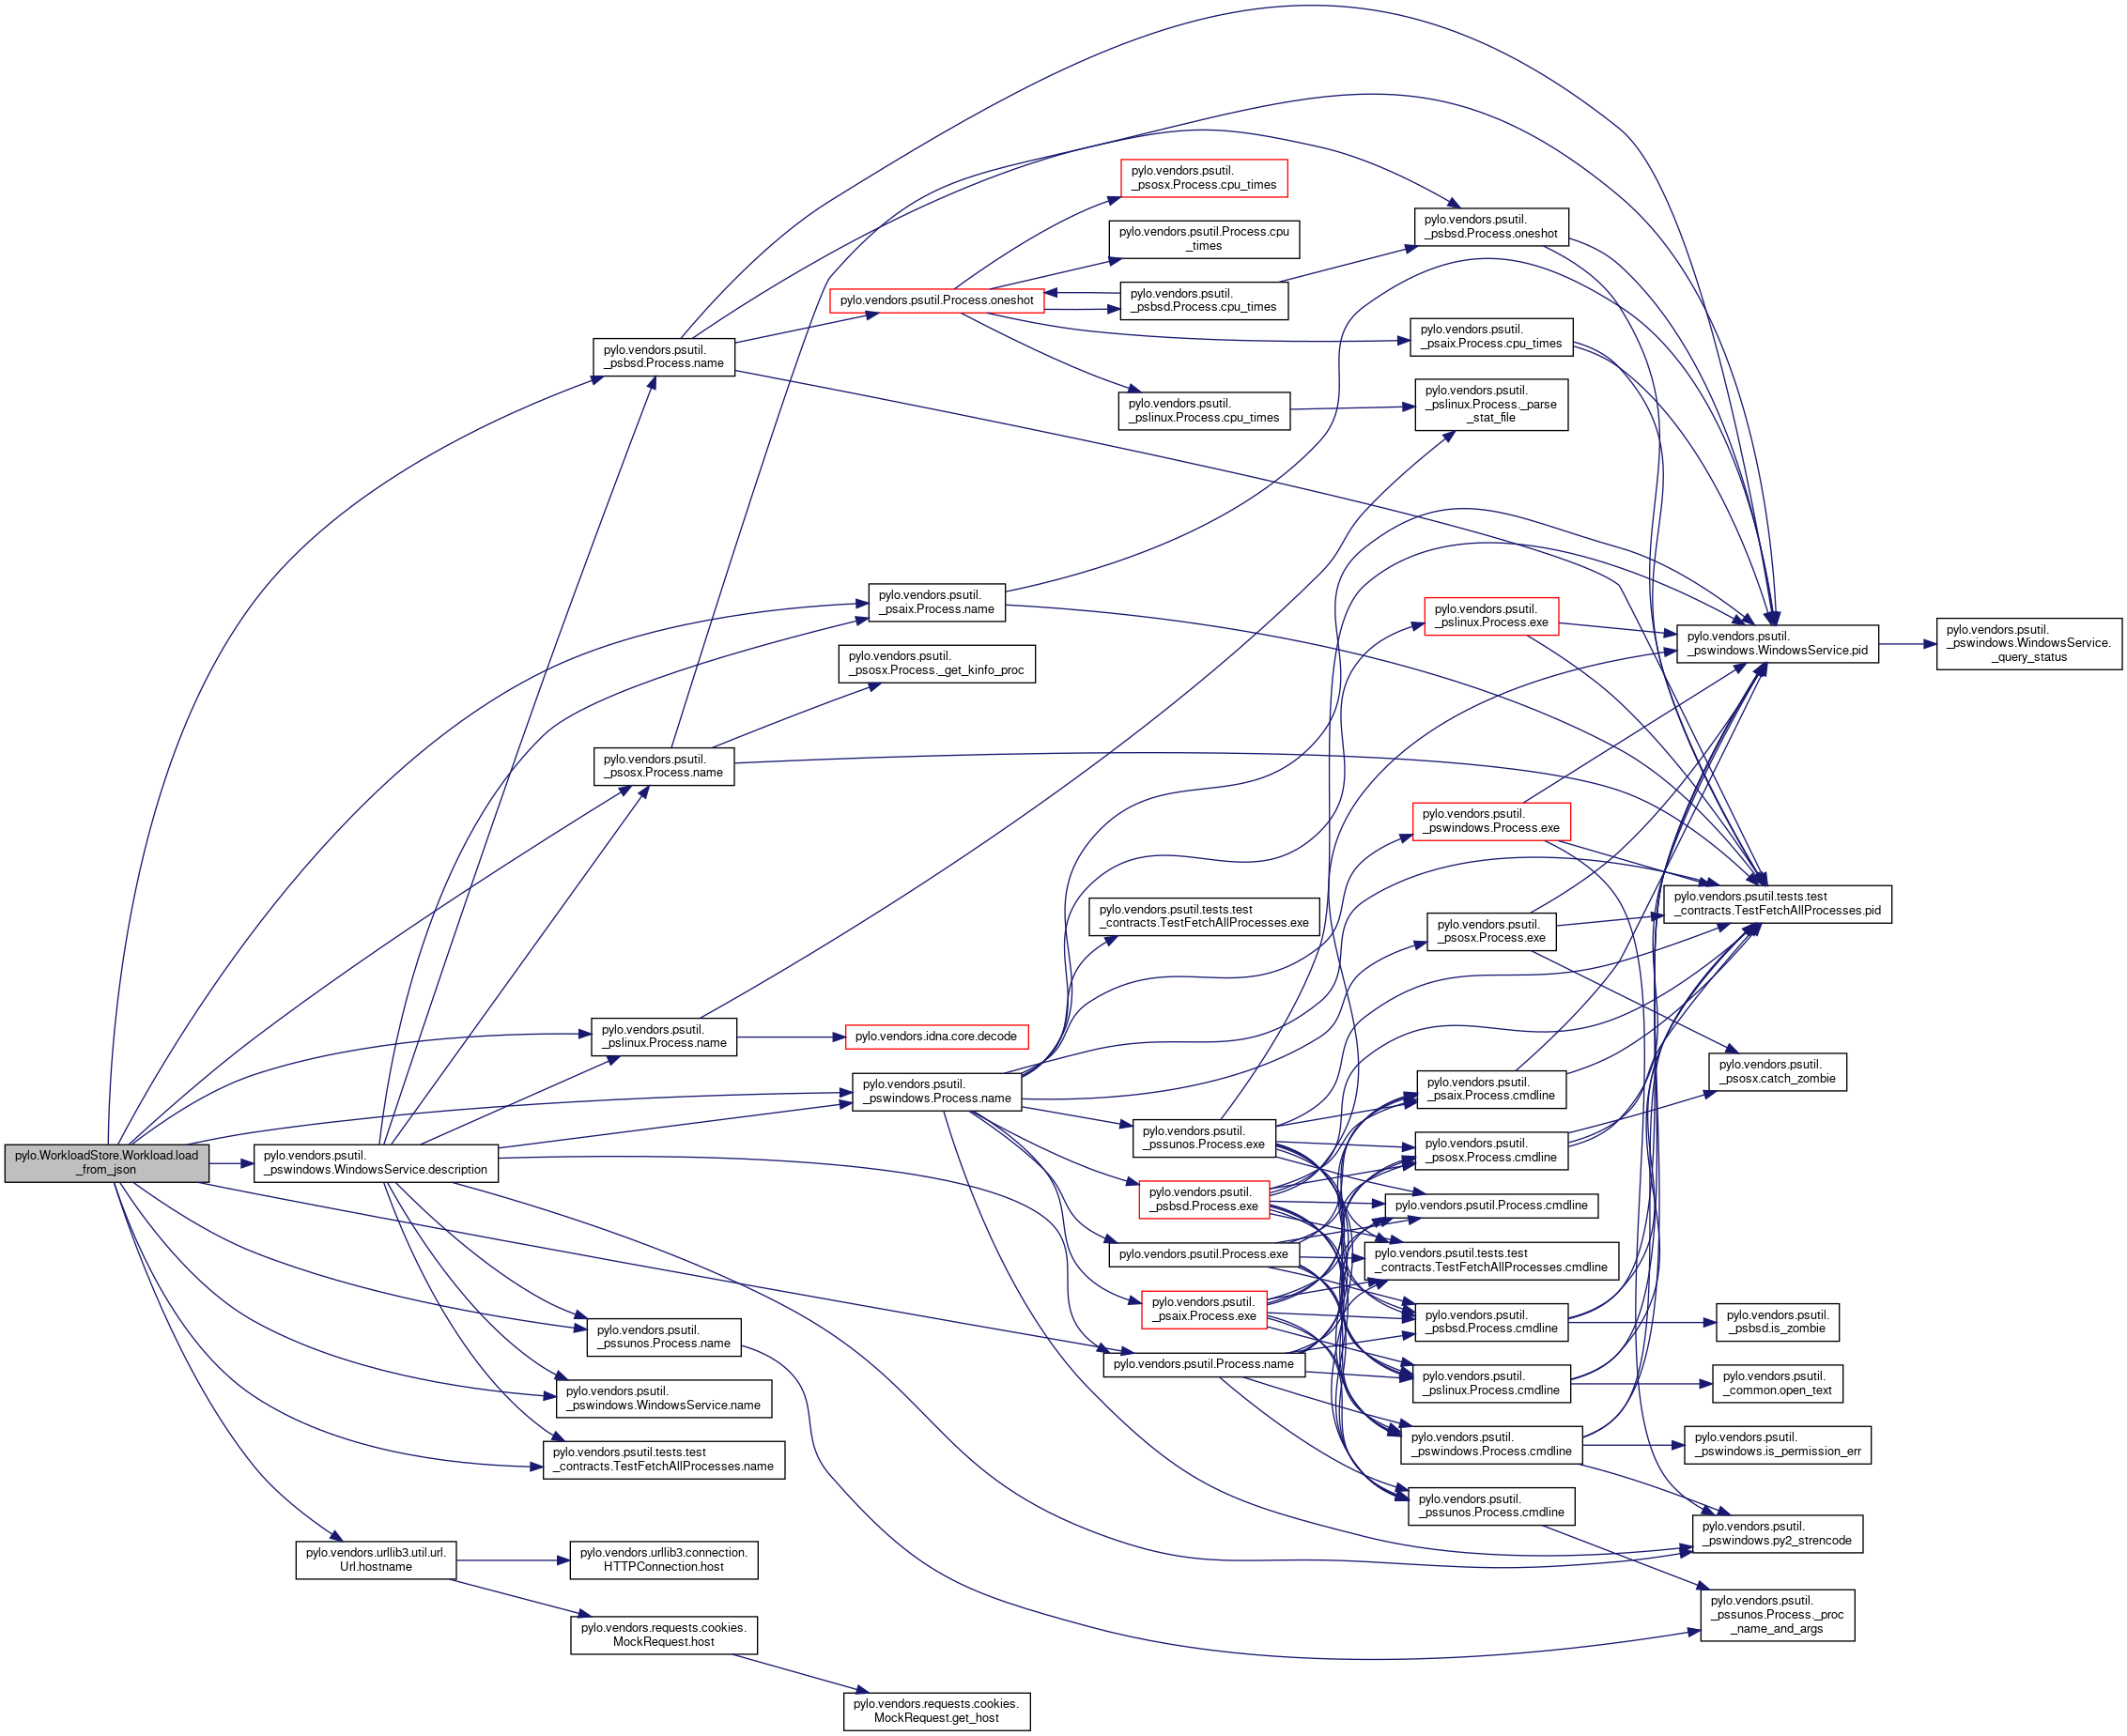 pylo.WorkloadStore.Workload.load
_from_json
pylo.vendors.psutil.
_psbsd.Process.name
pylo.vendors.psutil.
_psosx.Process.name
pylo.vendors.psutil.
_pslinux.Process.name
pylo.vendors.psutil.
_pswindows.WindowsService.description
pylo.vendors.psutil.
_pssunos.Process.name
pylo.vendors.psutil.
_pswindows.WindowsService.name
pylo.vendors.psutil.tests.test
_contracts.TestFetchAllProcesses.name
pylo.vendors.urllib3.util.url.
Url.hostname
pylo.vendors.urllib3.connection.
HTTPConnection.host
pylo.vendors.requests.cookies.
MockRequest.host
pylo.vendors.requests.cookies.
MockRequest.get_host
pylo.vendors.psutil.Process.oneshot
pylo.vendors.psutil.
_psaix.Process.name
pylo.vendors.psutil.
_psosx.Process._get_kinfo_proc
pylo.vendors.idna.core.decode
pylo.vendors.psutil.
_pswindows.Process.name
pylo.vendors.psutil.
_psosx.Process.cpu_times
pylo.vendors.psutil.Process.cpu
_times
pylo.vendors.psutil.
_psbsd.Process.cpu_times
pylo.vendors.psutil.
_pslinux.Process.cpu_times
pylo.vendors.psutil.tests.test
_contracts.TestFetchAllProcesses.exe
pylo.vendors.psutil.
_pssunos.Process.exe
pylo.vendors.psutil.
_psbsd.Process.exe
pylo.vendors.psutil.Process.exe
pylo.vendors.psutil.
_psaix.Process.exe
pylo.vendors.psutil.Process.name
pylo.vendors.psutil.
_psbsd.Process.oneshot
pylo.vendors.psutil.
_psaix.Process.cpu_times
pylo.vendors.psutil.
_pslinux.Process._parse
_stat_file
pylo.vendors.psutil.
_pslinux.Process.exe
pylo.vendors.psutil.
_pswindows.Process.exe
pylo.vendors.psutil.
_psosx.Process.exe
pylo.vendors.psutil.
_psaix.Process.cmdline
pylo.vendors.psutil.
_psosx.Process.cmdline
pylo.vendors.psutil.Process.cmdline
pylo.vendors.psutil.tests.test
_contracts.TestFetchAllProcesses.cmdline
pylo.vendors.psutil.
_psbsd.Process.cmdline
pylo.vendors.psutil.
_pslinux.Process.cmdline
pylo.vendors.psutil.
_pswindows.Process.cmdline
pylo.vendors.psutil.
_pssunos.Process.cmdline
pylo.vendors.psutil.
_pswindows.WindowsService.pid
pylo.vendors.psutil.tests.test
_contracts.TestFetchAllProcesses.pid
pylo.vendors.psutil.
_psosx.catch_zombie
pylo.vendors.psutil.
_psbsd.is_zombie
pylo.vendors.psutil.
_common.open_text
pylo.vendors.psutil.
_pswindows.is_permission_err
pylo.vendors.psutil.
_pswindows.py2_strencode
pylo.vendors.psutil.
_pssunos.Process._proc
_name_and_args
pylo.vendors.psutil.
_pswindows.WindowsService.
_query_status